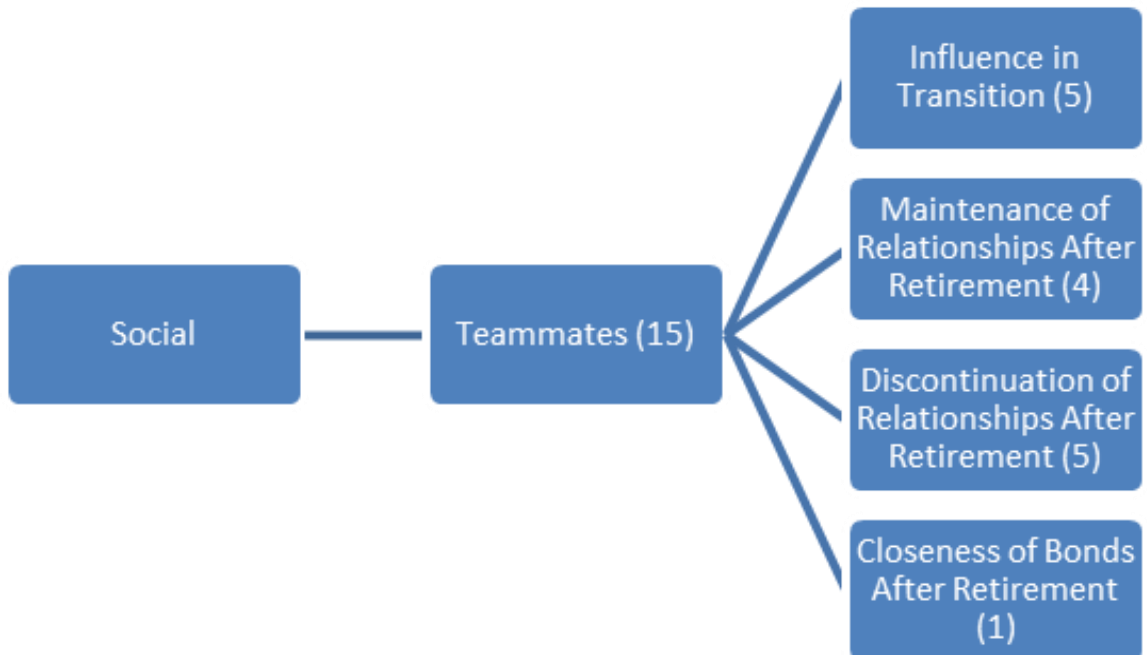 Social
Teammates (15)
Influence in
Transition (5)
Maintenance of
Relationships After
Retirement (4)
Discontinuation of
Relationships After
Retirement (5)
Closeness of Bonds
After Retirement
(1)